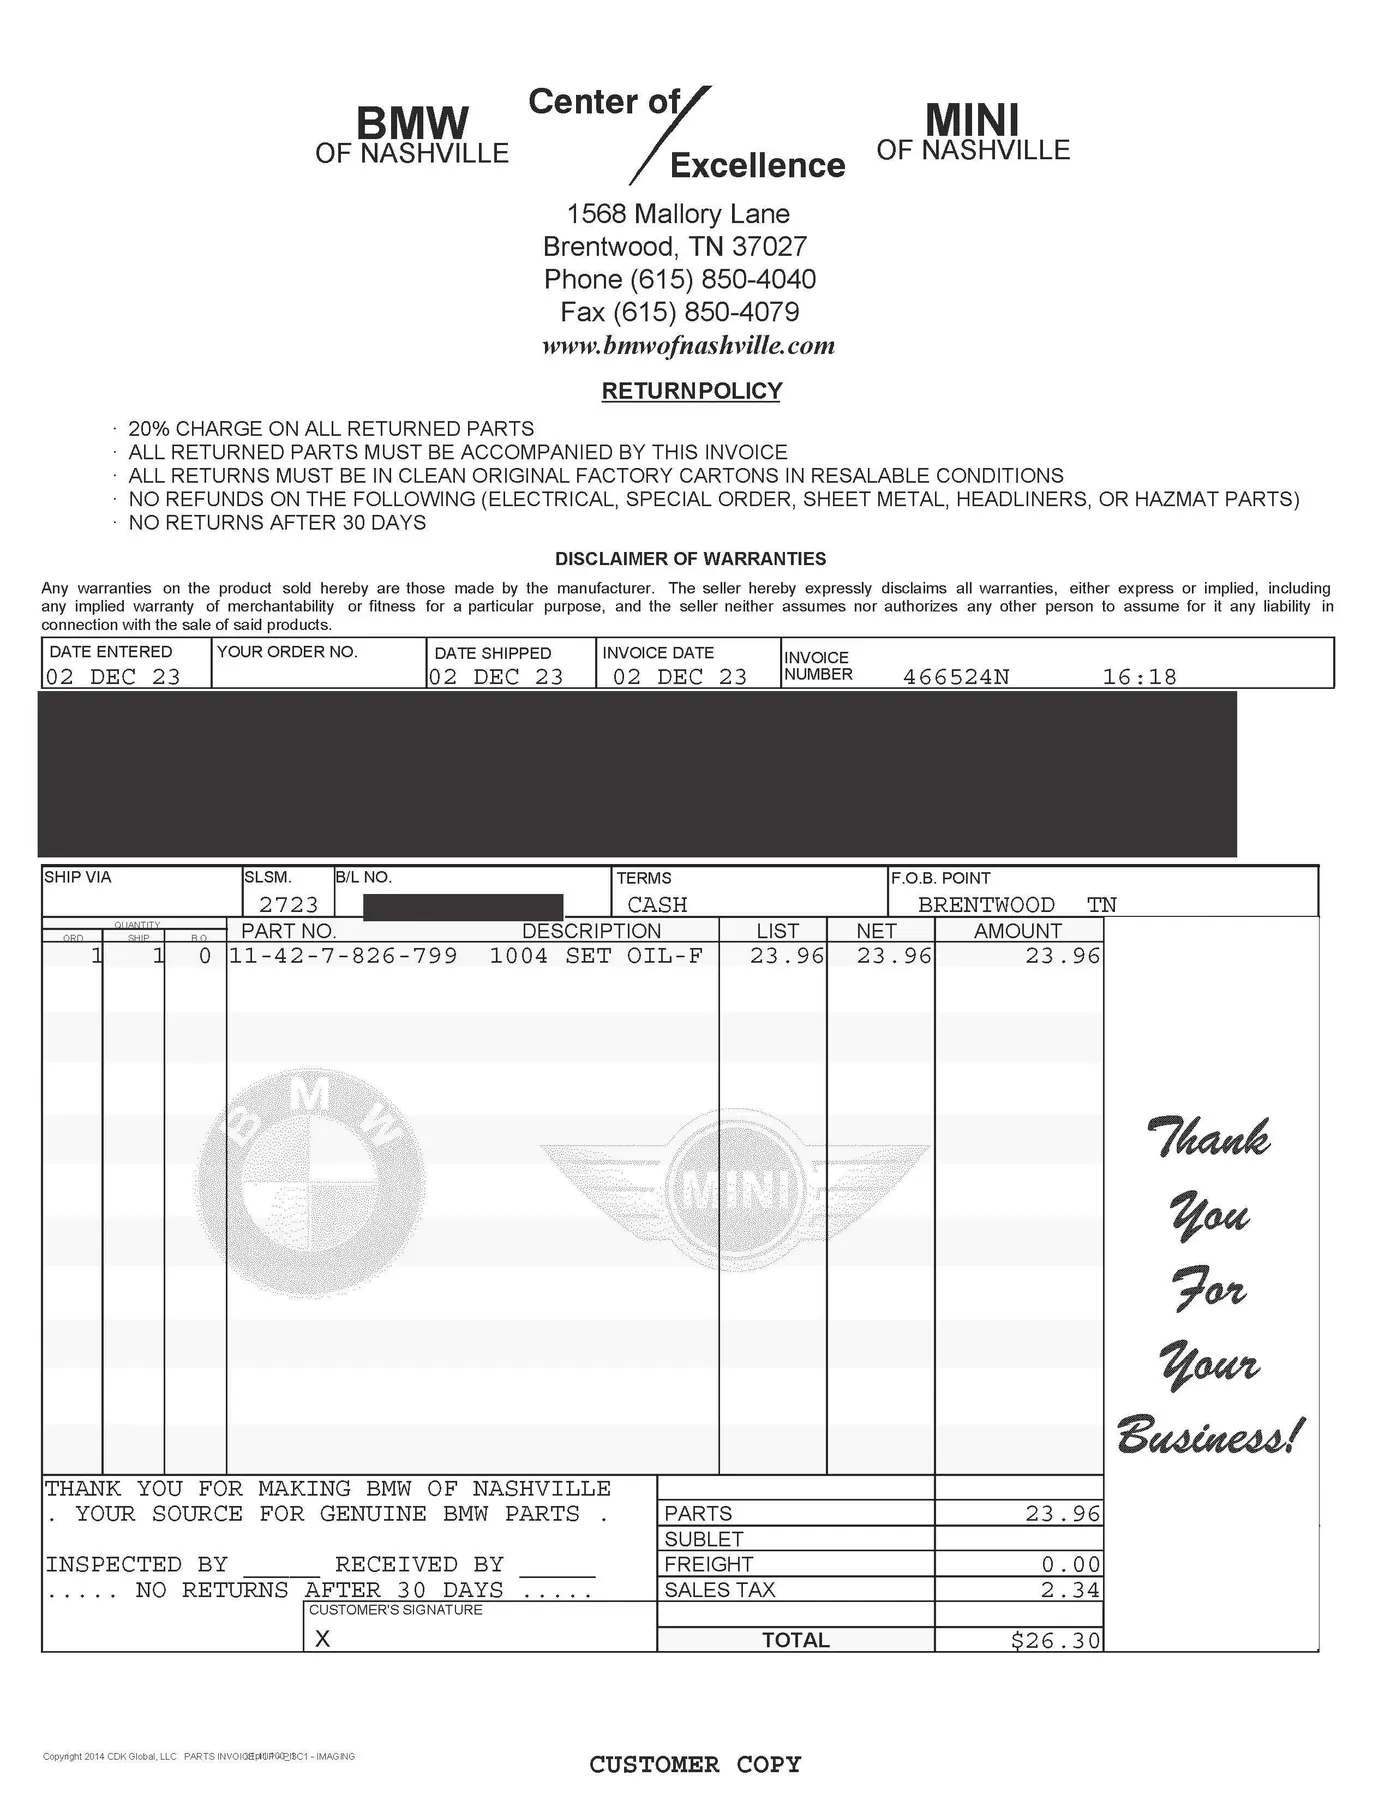 BMW
OF NASHVILLE
Center of
Excellence
MINI
OF NASHVILLE
1568 Mallory Lane
Brentwood, TN 37027
Phone (615) 850-4040
Fax (615) 850-4079
www.bmwofnashville.com
RETURN POLICY
· 20% CHARGE ON ALL RETURNED PARTS
· ALL RETURNED PARTS MUST BE ACCOMPANIED BY THIS INVOICE
· ALL RETURNS MUST BE IN CLEAN ORIGINAL FACTORY CARTONS IN RESALABLE CONDITIONS
· NO REFUNDS ON THE FOLLOWING (ELECTRICAL, SPECIAL ORDER, SHEET METAL, HEADLINERS, OR HAZMAT PARTS)
· NO RETURNS AFTER 30 DAYS
DISCLAIMER OF WARRANTIES
Any warranties on the product sold hereby are those made by the manufacturer. The seller hereby expressly disclaims all warranties, either express or implied, including
any implied warranty of merchantability or fitness for a particular purpose, and the seller neither assumes nor authorizes any other person to assume for it any liability in
connection with the sale of said products.
DATE ENTERED YOUR ORDER NO. DATE SHIPPED INVOICE DATE INVOICE NUMBER
02 DEC 23 02 DEC 23 02 DEC 23 466524N 16:18
SHIP VIA SLSM. B/L NO. TERMS F.O.B. POINT
2723 CASH BRENTWOOD TN
QUANTITY
ORD SHIP B.O. PART NO. DESCRIPTION LIST NET AMOUNT
1 1 0 11-42-7-826-799 1004 SET OIL-F 23.96 23.96 23.96
BMW
MINI
Thank
You
For
Your
Business!
THANK YOU FOR MAKING BMW OF NASHVILLE
. YOUR SOURCE FOR GENUINE BMW PARTS .
INSPECTED BY _____ RECEIVED BY _____
..... NO RETURNS AFTER 30 DAYS .....
CUSTOMER'S SIGNATURE
X
PARTS 23.96
SUBLET
FREIGHT 0.00
SALES TAX 2.34
TOTAL $26.30
Copyright 2014 CDK Global, LLC PARTS INVOICE SC1 - IMAGING
CUSTOMER COPY